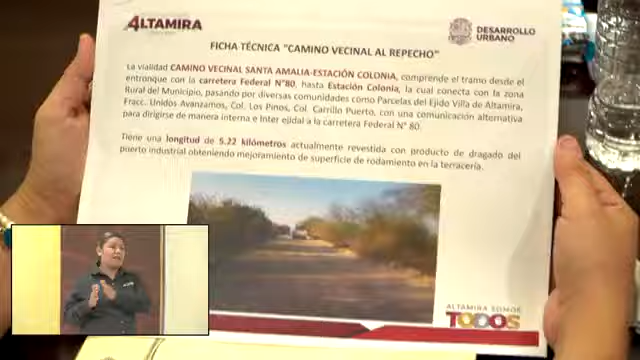 ALTAMIRA
DESARROLLO
URBANO
FICHA TÉCNICA "CAMINO VECINAL AL REPECHO"
La vialidad CAMINO VECINAL SANTA AMALIA-ESTACIÓN COLONIA, comprende el tramo desde el
entronque con la carretera Federal N°80, hasta Estación Colonia, la cual conecta con la zona
Rural del Municipio, pasando por diversas comunidades como Parcelas del Ejido Villa de Altamira,
Fracc. Unidos Avanzamos, Col. Los Pinos, Col. Carrillo Puerto, con una comunicación alternativa
para dirigirse de manera interna e Inter ejidal a la carretera Federal N° 80.
Tiene una longitud de 5.22 kilómetros actualmente revestida con producto de dragado del
puerto industrial obteniendo mejoramiento de superficie de rodamiento en la terracería.
ALTAMIRA SOMOS
TODOS